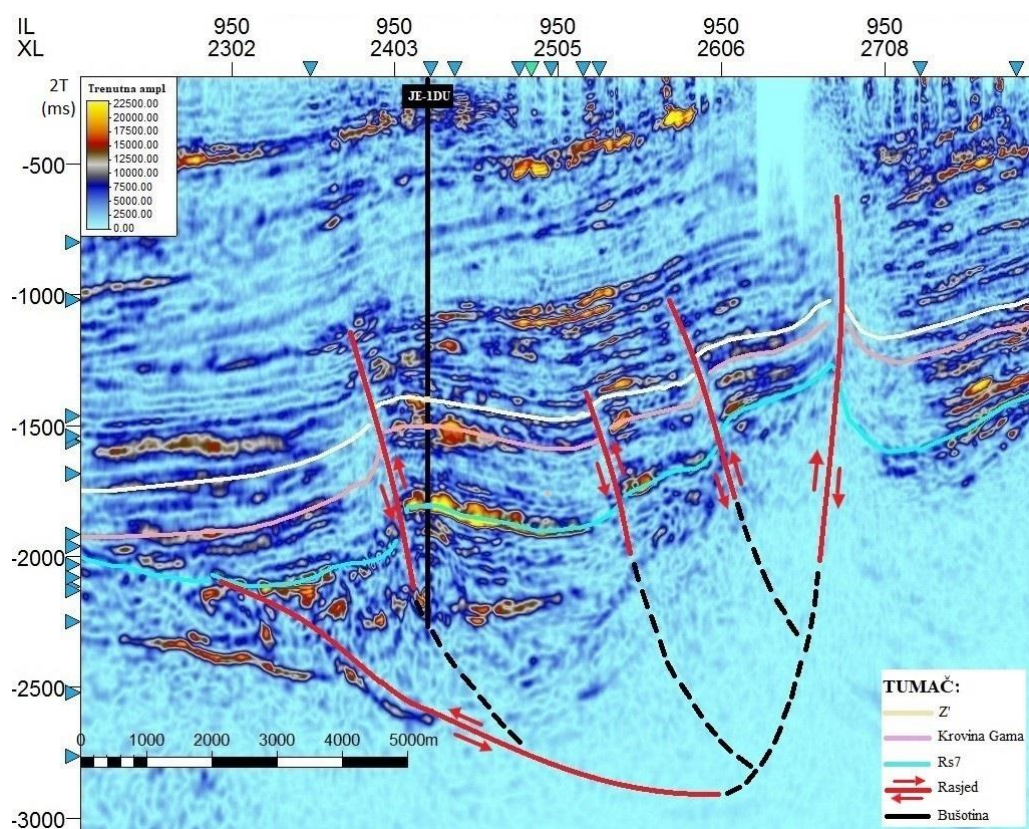 IL 950 950 950 950 950
XL 2302 2403 2505 2606 2708
2T
(ms)
Trenutna ampl
22500.00
20000.00
17500.00
15000.00
12500.00
10000.00
7500.00
5000.00
2500.00
0.00
JE-1DU
-500
-1000
-1500
-2000
-2500
-3000
0 1000 2000 3000 4000 5000m
TUMAČ:
Z'
Krovina Gama
Rs7
Rasjed
Bušotina